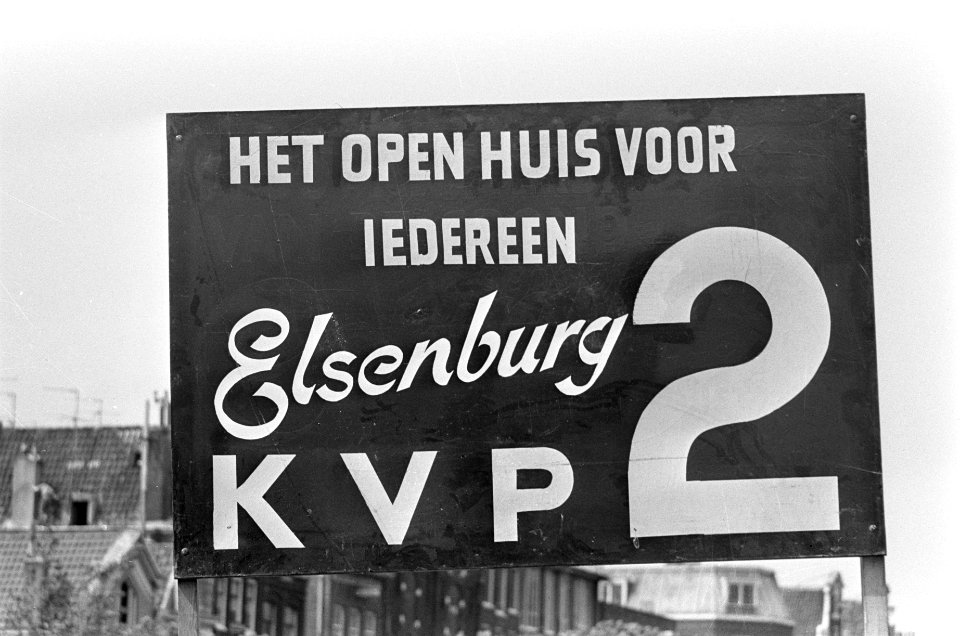 HET OPEN HUIS VOOR
IEDEREEN
Elsenburg
KVP 2